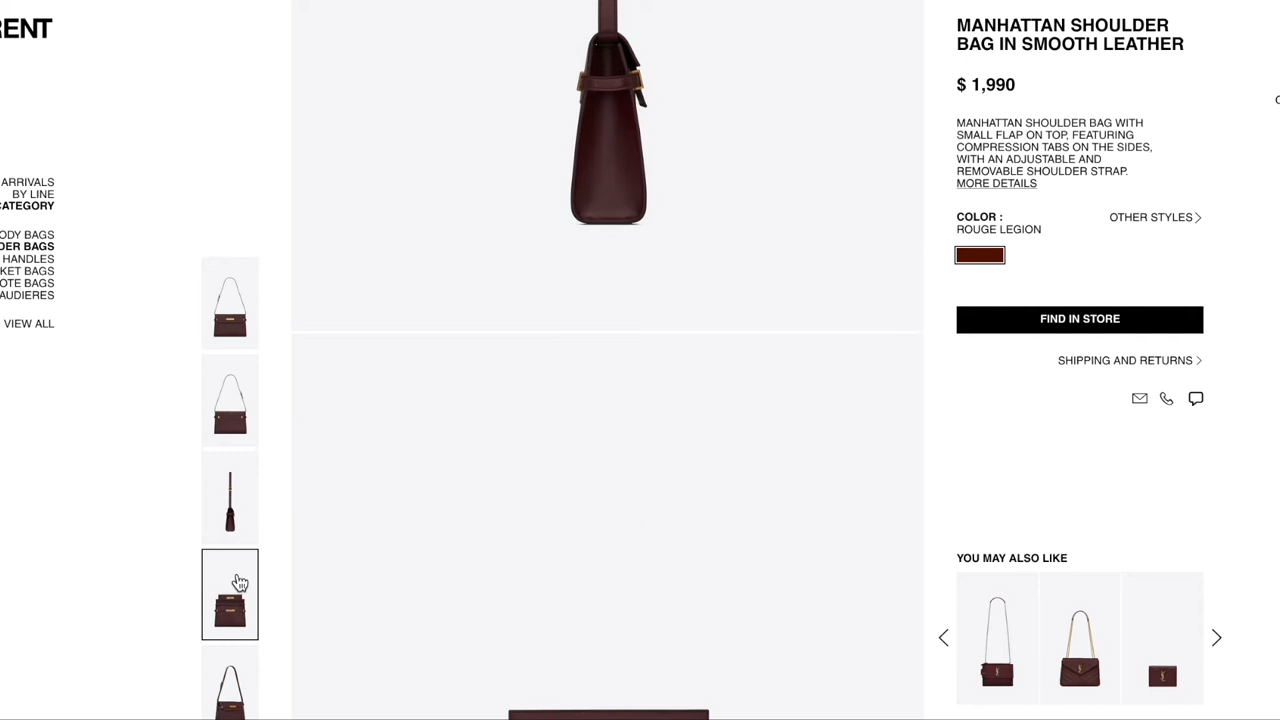 RENT
ARRIVALS
BY LINE
CATEGORY
ODY BAGS
DER BAGS
HANDLES
KET BAGS
OTE BAGS
AUDIERES
VIEW ALL
MANHATTAN SHOULDER
BAG IN SMOOTH LEATHER
$ 1,990
MANHATTAN SHOULDER BAG WITH
SMALL FLAP ON TOP, FEATURING
COMPRESSION TABS ON THE SIDES,
WITH AN ADJUSTABLE AND
REMOVABLE SHOULDER STRAP.
MORE DETAILS
COLOR :
OTHER STYLES
ROUGE LEGION
FIND IN STORE
SHIPPING AND RETURNS
YOU MAY ALSO LIKE